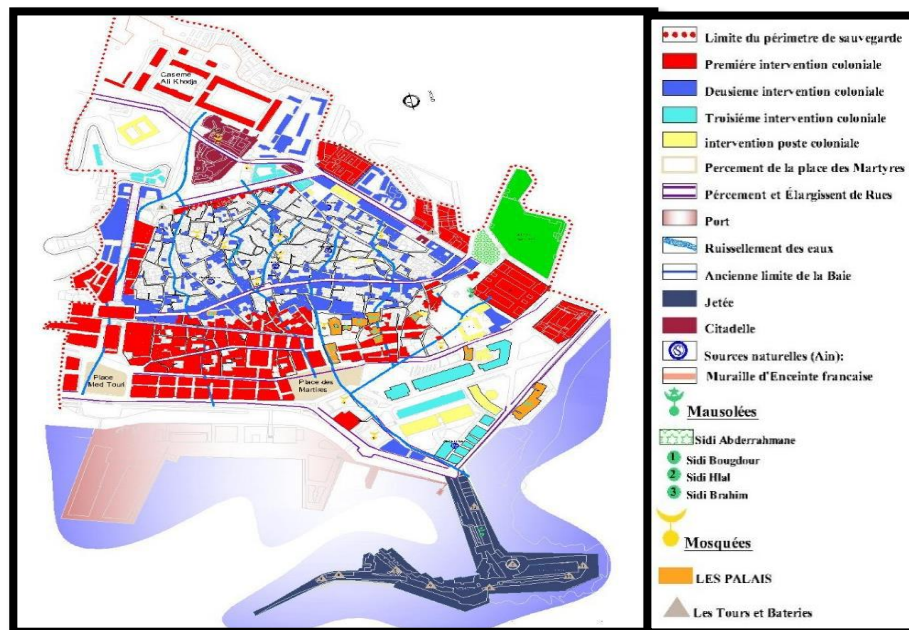 Caserne
Ali Khodja
Place
Med Touri
Place des
Martires
Limite du périmetre de sauvegarde
Première intervention coloniale
Deusieme intervention coloniale
Troisiéme intervention coloniale
intervention poste coloniale
Percement de la place des Martyres
Pércement et Élargissent de Rues
Port
Ruissellement des eaux
Ancienne limite de la Baie
Jetée
Citadelle
S Sources naturelles (Ain):
Muraille d'Enceinte francaise
Mausolées
Sidi Abderrahmane
1 Sidi Bougdour
2 Sidi Hlal
3 Sidi Brahim
Mosquées
LES PALAIS
Les Tours et Bateries